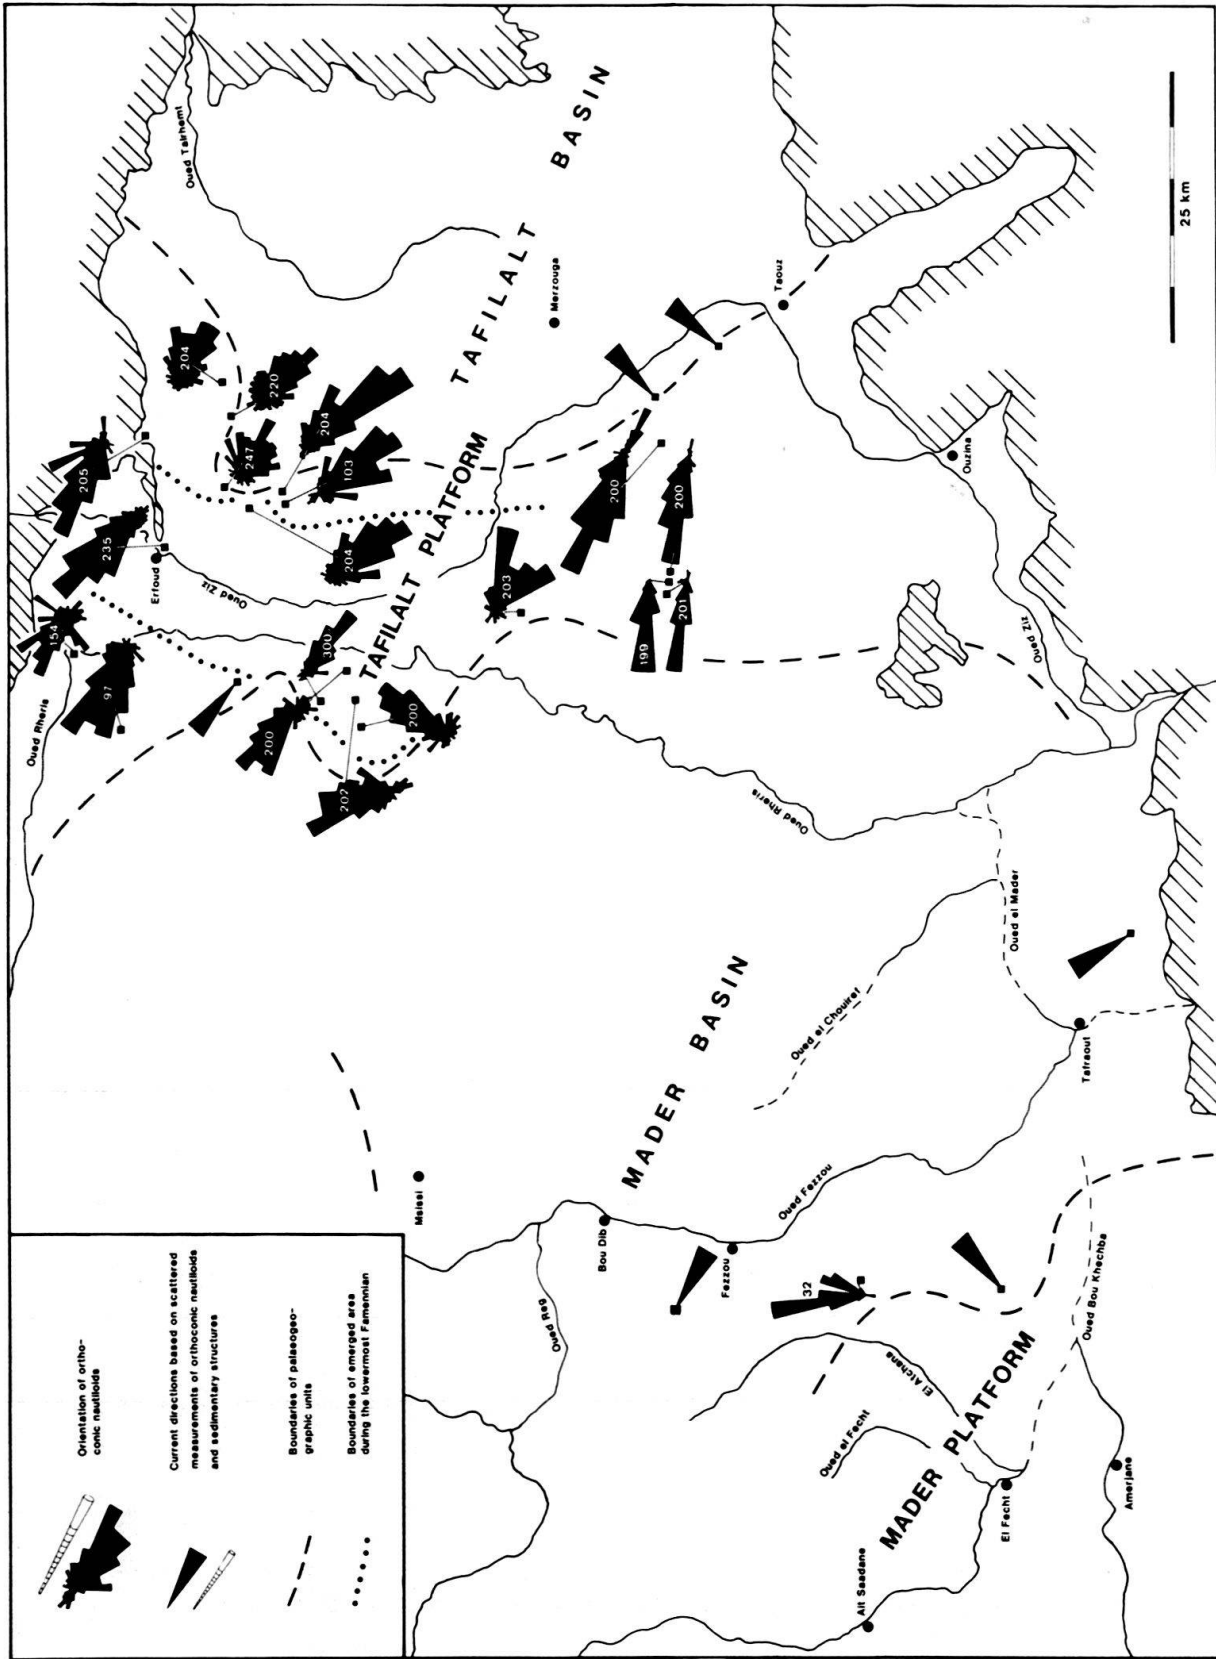 Orientation of ortho-
conic nautiloids
Current directions based on scattered
measurements of orthoconic nautiloids
and sedimentary structures
Boundaries of palaeogeo-
graphic units
Boundaries of emerged area
during the lowermost Famennian
Oued Rheris
Oued Tairhemt
154
97
235
205
204
220
247
204
103
204
Erfoud
Oued Ziz
300
200
202
200
203
TAFILALT PLATFORM
TAFILALT BASIN
Merzouga
200
200
199
201
Taouz
Ouzina
Oued Ziz
Oued Rheris
Msissi
MADER BASIN
Bou Dib
Oued Reg
Fezzou
Oued Fezzou
Oued el Chouiref
Oued el Mader
Tafraout
32
El Atchana
Oued el Fecht
MADER PLATFORM
Oued Bou Khechba
Ait Saadane
El Fecht
Amerjane
25 km